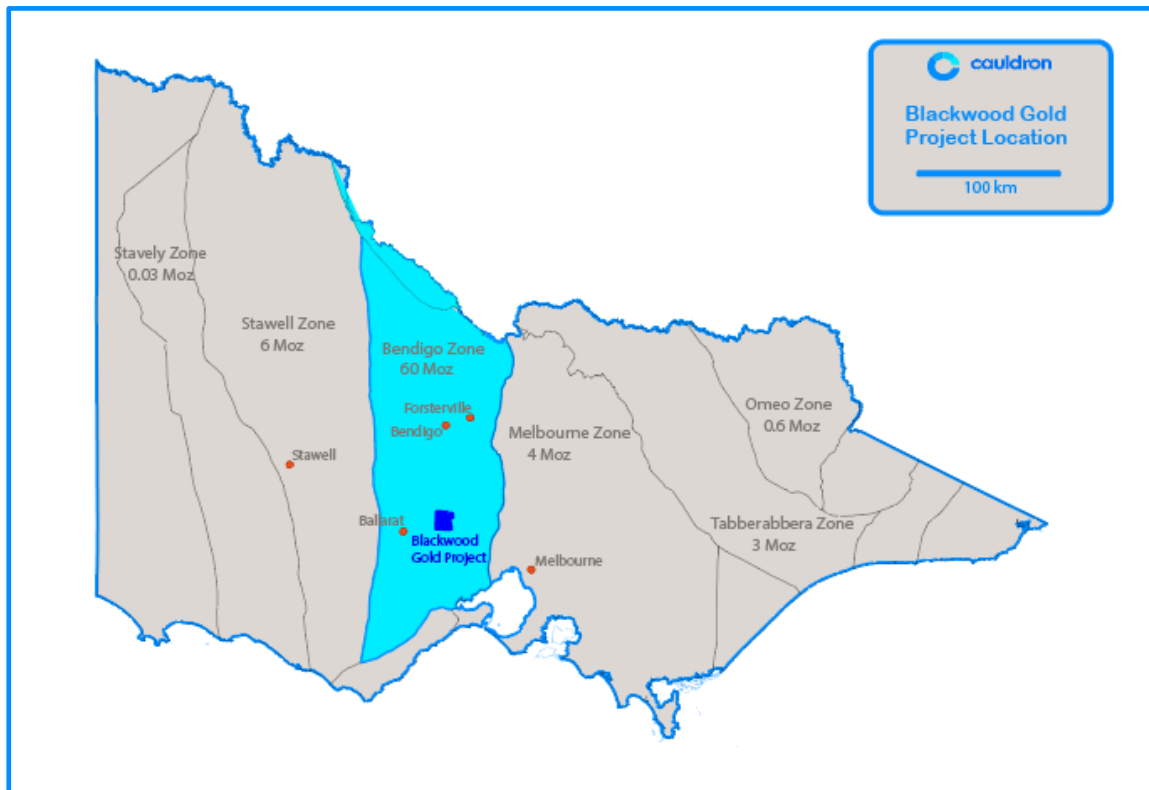 cauldron
Blackwood Gold
Project Location
100 km
Stavely Zone
0.03 Moz
Stawell Zone
6 Moz
Bendigo Zone
60 Moz
Forsterville
Bendigo
Omeo Zone
0.6 Moz
Melbourne Zone
4 Moz
Stawell
Ballarat
Blackwood
Gold Project
Tabberabbera Zone
3 Moz
Melbourne